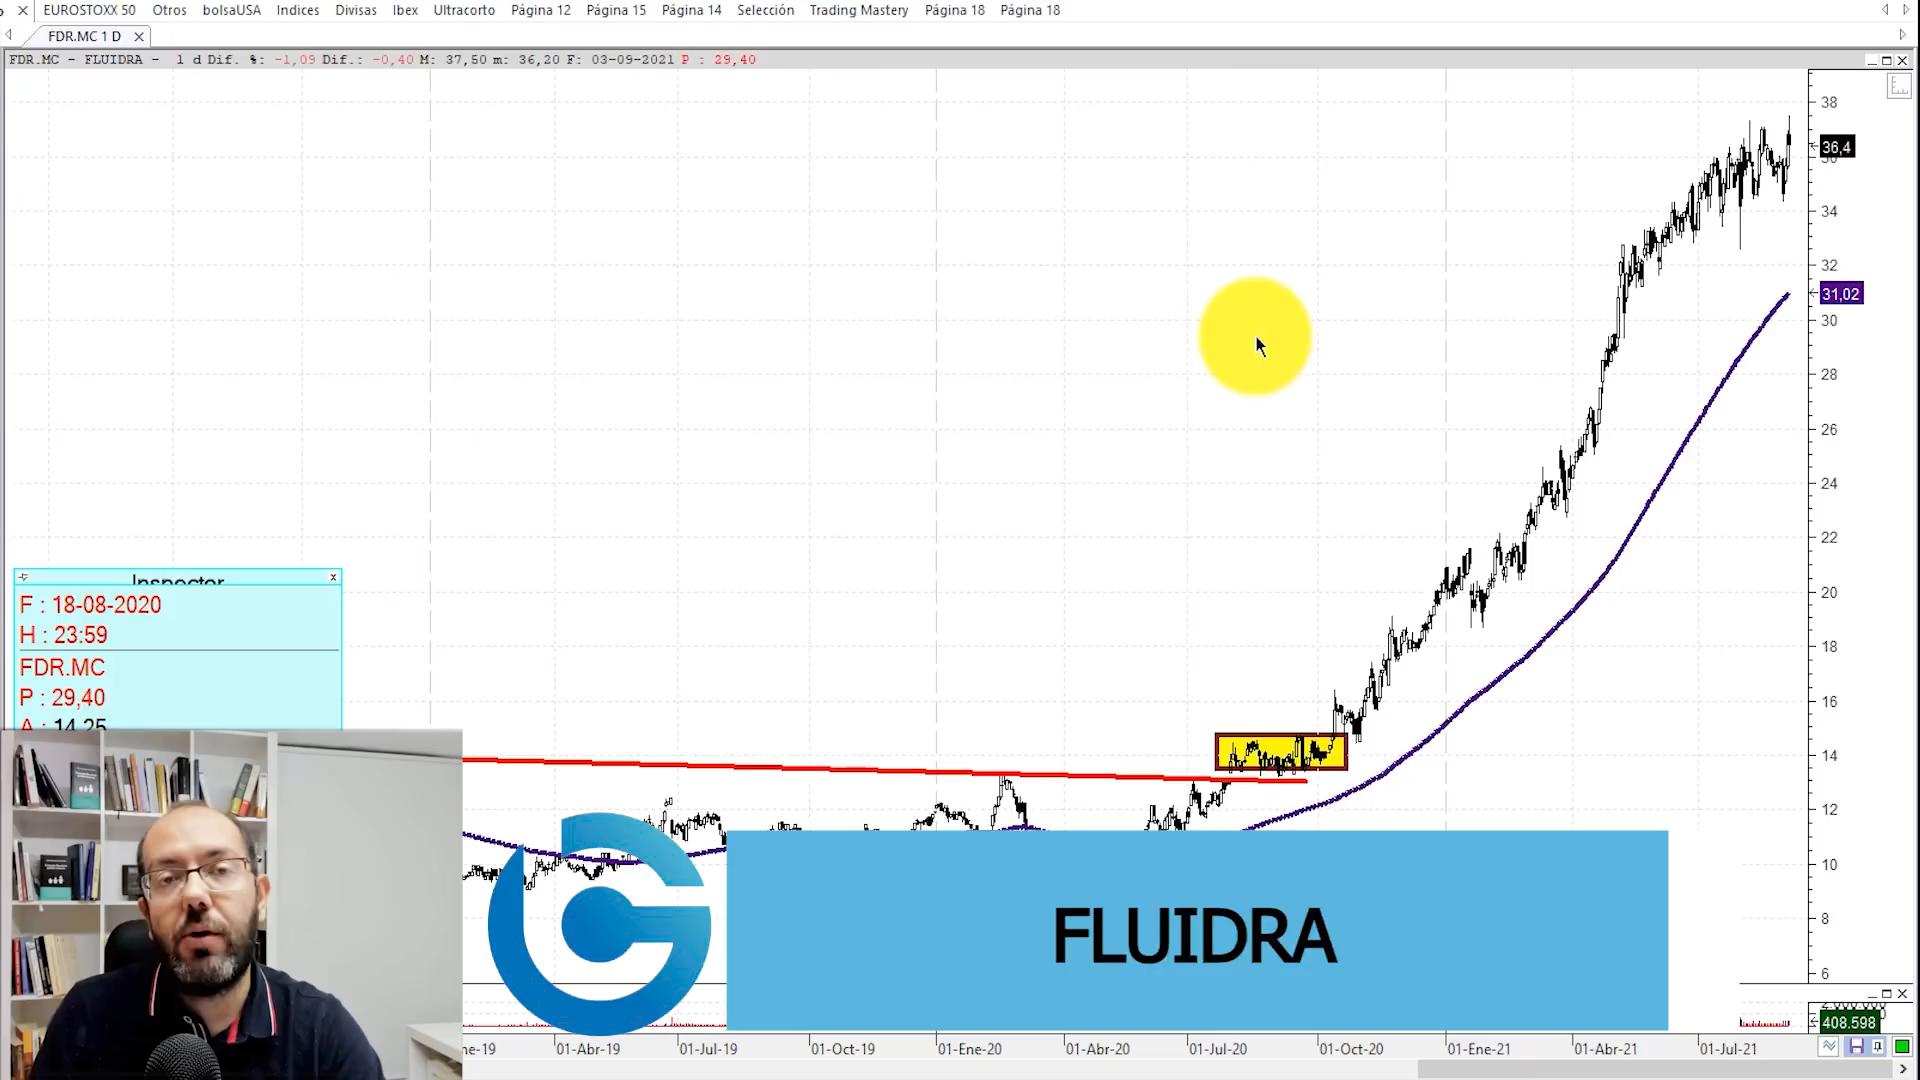 EUROSTOXX 50 Otros bolsaUSA Indices Divisas Ibex Ultracorto Página 12 Página 15 Página 14 Selección Trading Mastery Página 18 Página 18
FDR.MC 1 D
FDR.MC - FLUIDRA - 1 d Dif. %: -1,09 Dif.: -0,40 M: 37,50 m: 36,20 F: 03-09-2021 P : 29,40
38
36,4
34
32
31,02
30
28
26
24
22
20
18
16
14
12
10
8
6
Inspector
F : 18-08-2020
H : 23:59
FDR.MC
P : 29,40
A : 14,25
FLUIDRA
408.598
ne-19 01-Abr-19 01-Jul-19 01-Oct-19 01-Ene-20 01-Abr-20 01-Jul-20 01-Oct-20 01-Ene-21 01-Abr-21 01-Jul-21